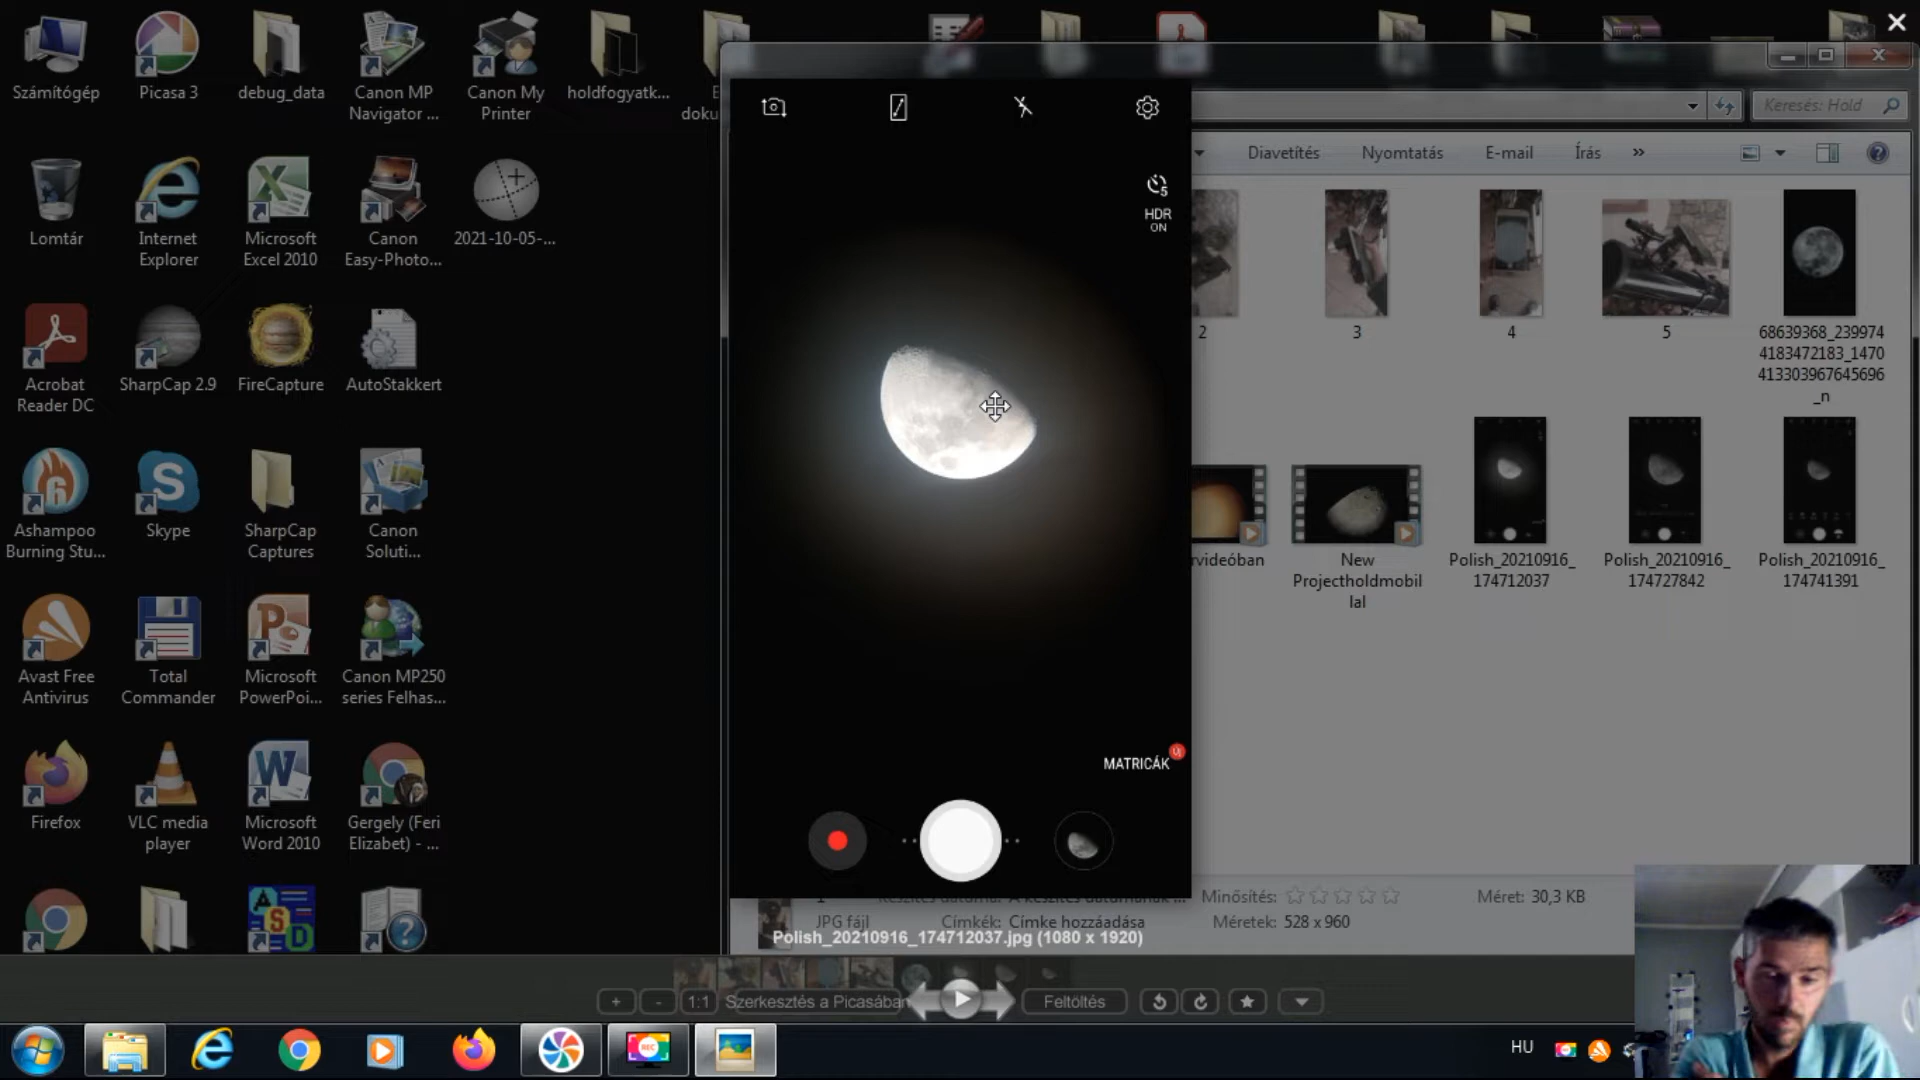 Számítógép
Picasa 3
debug_data
Canon MP
Navigator ...
Canon My
Printer
holdfogyatk...
E
doku
Lomtár
Internet
Explorer
Microsoft
Excel 2010
Canon
Easy-Photo...
2021-10-05-...
Acrobat
Reader DC
SharpCap 2.9
FireCapture
AutoStakkert
Ashampoo
Burning Stu...
Skype
SharpCap
Captures
Canon
Soluti...
Avast Free
Antivirus
Total
Commander
Microsoft
PowerPoi...
Canon MP250
series Felhas...
Firefox
VLC media
player
Microsoft
Word 2010
Gergely (Feri
Elizabet) - ...
5
HDR
ON
MATRICÁK
Új
Keresés: Hold
Diavetítés
Nyomtatás
E-mail
Írás
»
2
3
4
5
68639368_239974
4183472183_1470
413303967645696
_n
rvideóban
New
Projectholdmobil
lal
Polish_20210916_
174712037
Polish_20210916_
174727842
Polish_20210916_
174741391
Minősítés:
Méret: 30,3 KB
JPG fájl
Címkék: Címke hozzáadása
Méretek: 528 x 960
Polish_20210916_174712037.jpg (1080 x 1920)
+
-
1:1
Szerkesztés a Picasában
Feltöltés
REC
HU